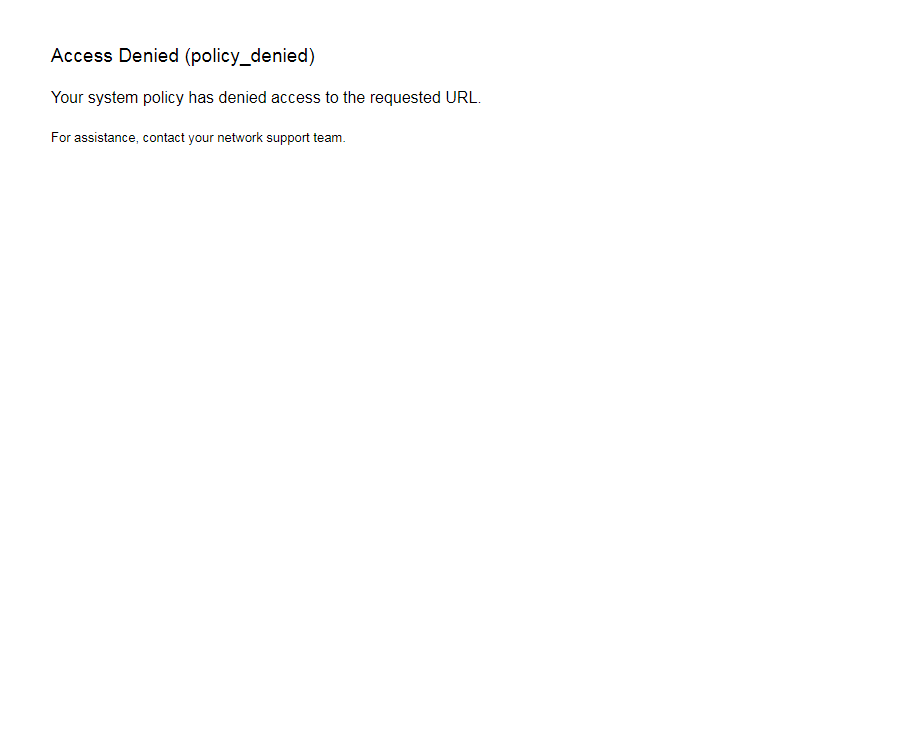 Access Denied (policy_denied)
Your system policy has denied access to the requested URL.
For assistance, contact your network support team.